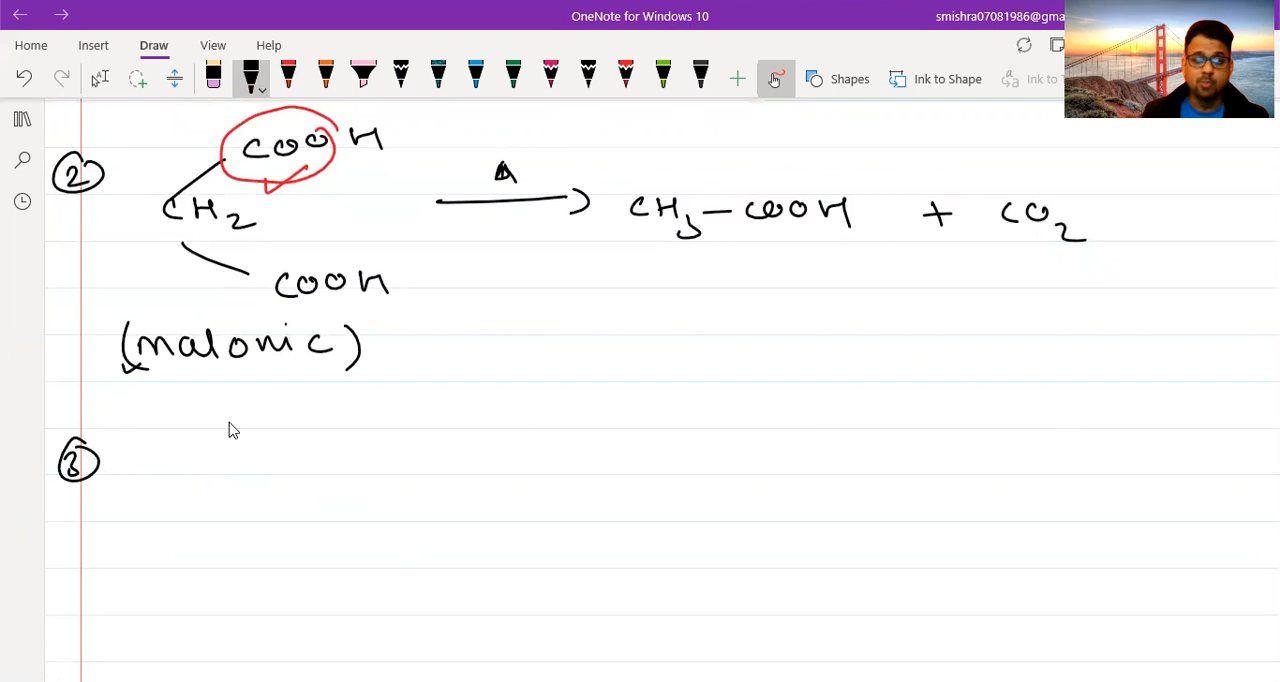 OneNote for Windows 10
smishra07081986@gma
Home Insert Draw View Help
Shapes Ink to Shape Ink to
② COOH
CH2 Δ → CH3-COOH + CO2
COOH
(malonic)
③